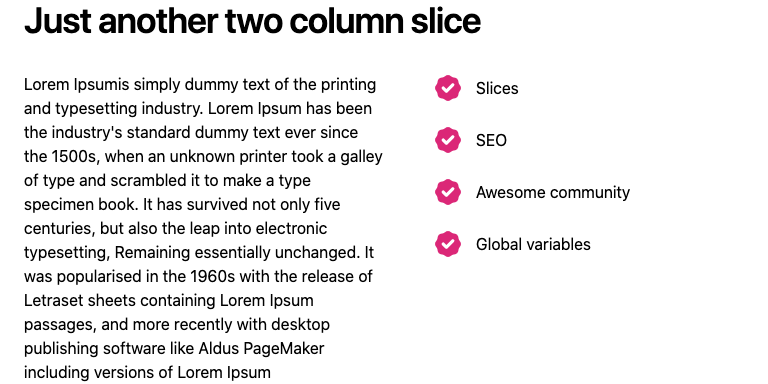 Just another two column slice
Lorem Ipsumis simply dummy text of the printing
and typesetting industry. Lorem Ipsum has been
the industry's standard dummy text ever since
the 1500s, when an unknown printer took a galley
of type and scrambled it to make a type
specimen book. It has survived not only five
centuries, but also the leap into electronic
typesetting, Remaining essentially unchanged. It
was popularised in the 1960s with the release of
Letraset sheets containing Lorem Ipsum
passages, and more recently with desktop
publishing software like Aldus PageMaker
including versions of Lorem Ipsum
Slices
SEO
Awesome community
Global variables